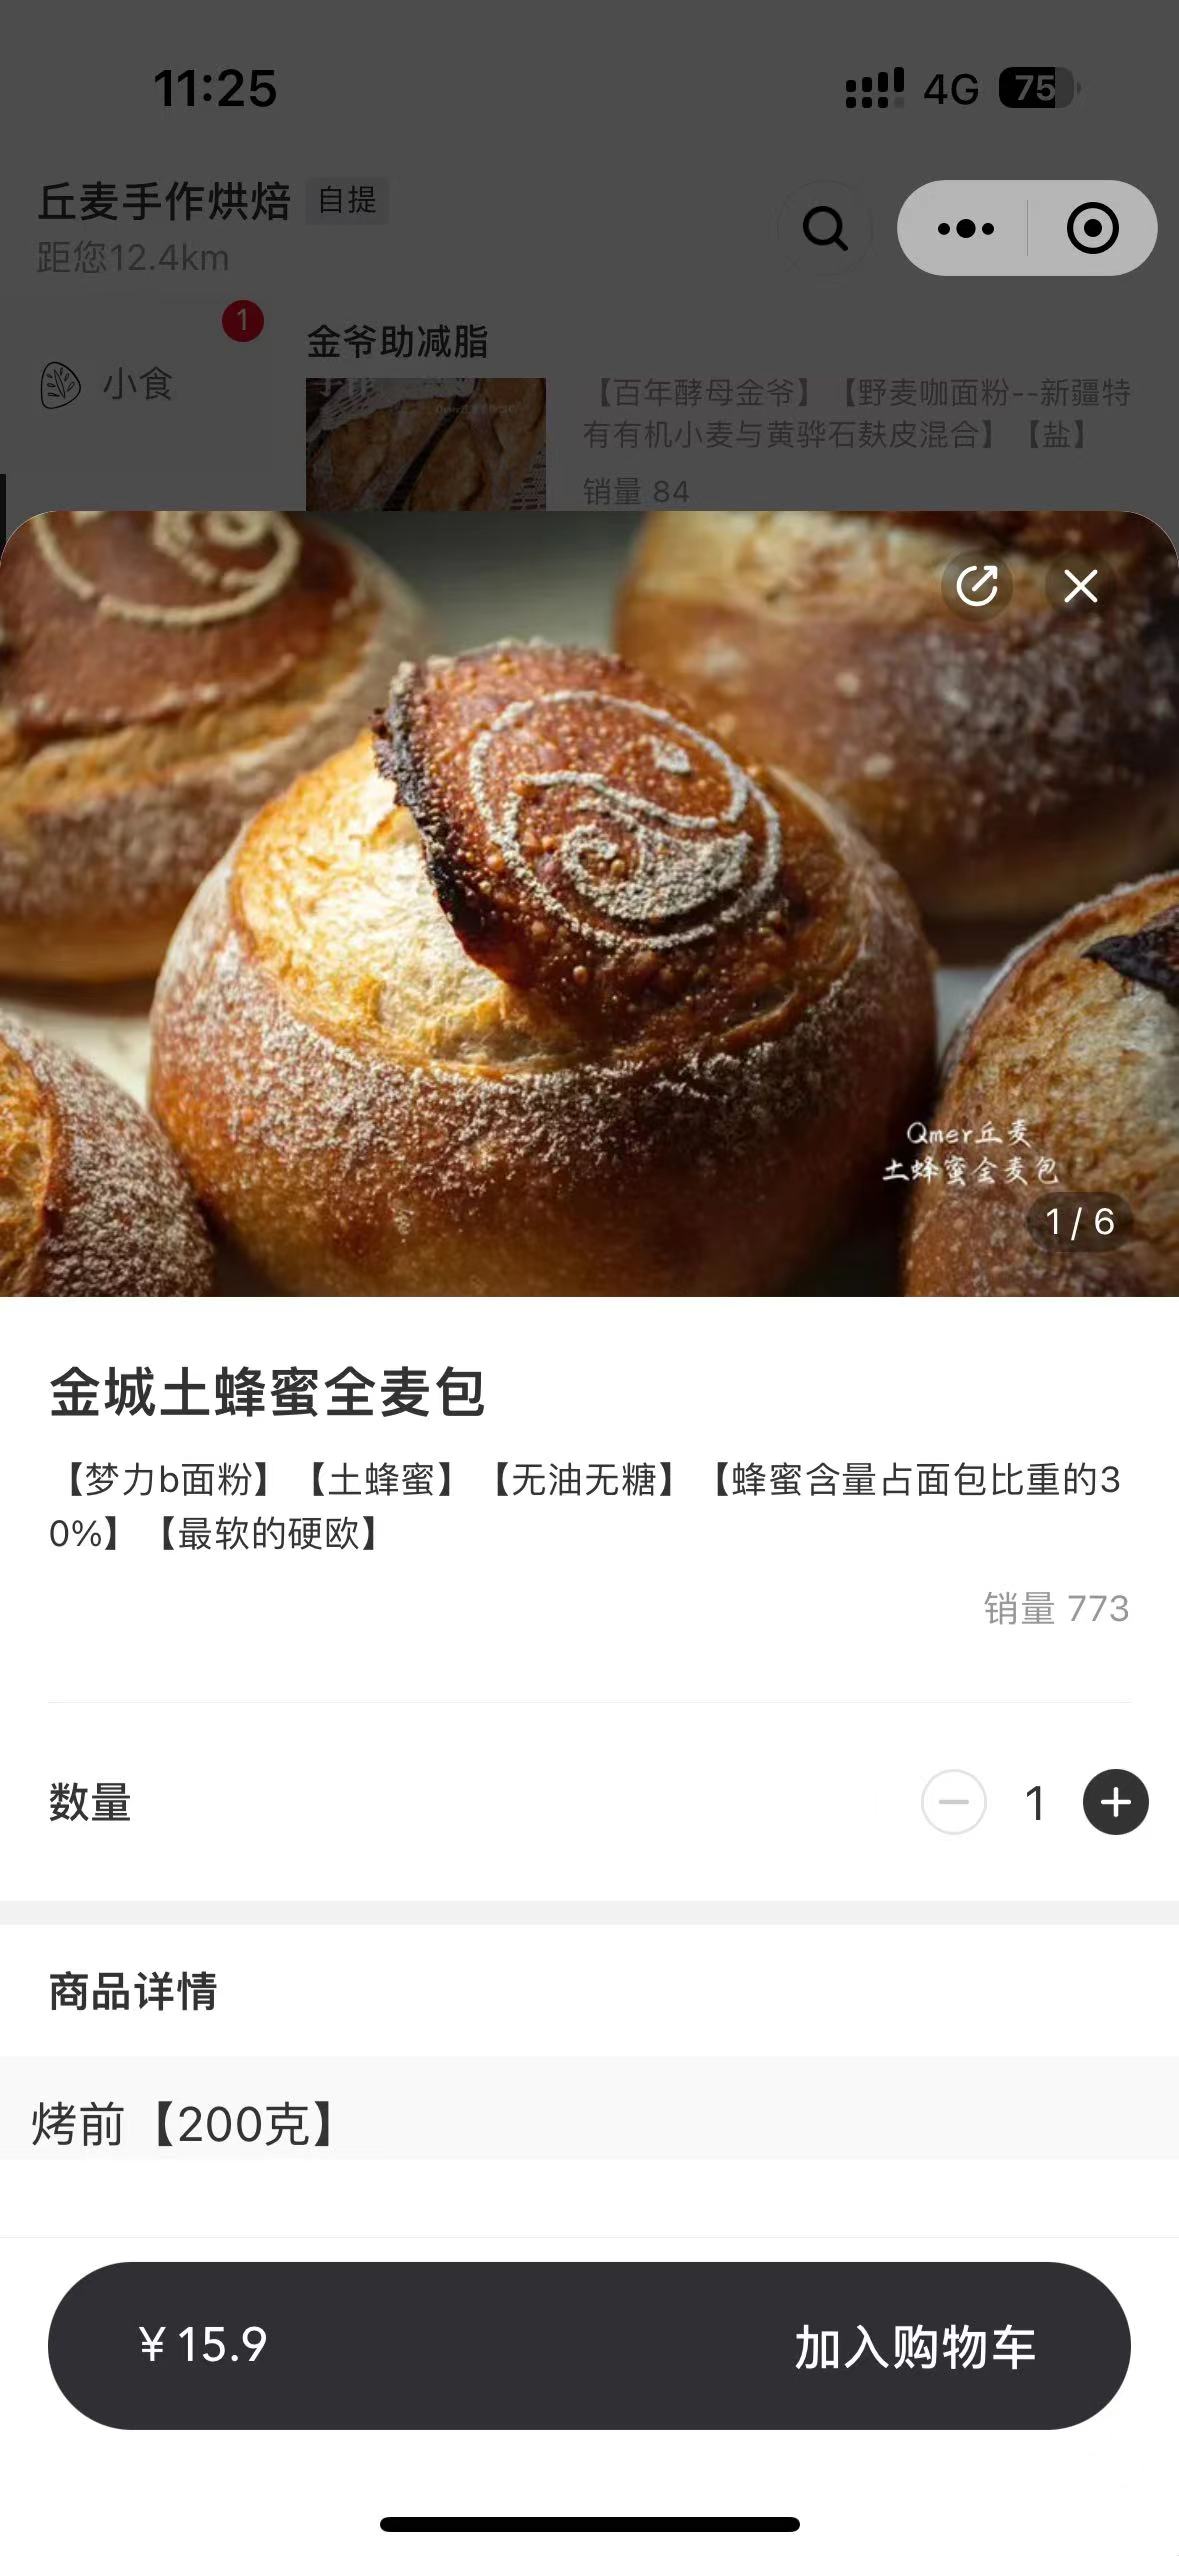 11:25
4G
75
丘麦手作烘焙
自提
距您12.4km
1
小食
金爷助减脂
【百年酵母金爷】【野麦咖面粉--新疆特
有有机小麦与黄骅石麸皮混合】【盐】
销量 84
Qmer丘麦
土蜂蜜全麦包
1 / 6
金城土蜂蜜全麦包
【梦力b面粉】【土蜂蜜】【无油无糖】【蜂蜜含量占面包比重的3
0%】【最软的硬欧】
销量 773
数量
1
商品详情
烤前【200克】
¥ 15.9
加入购物车